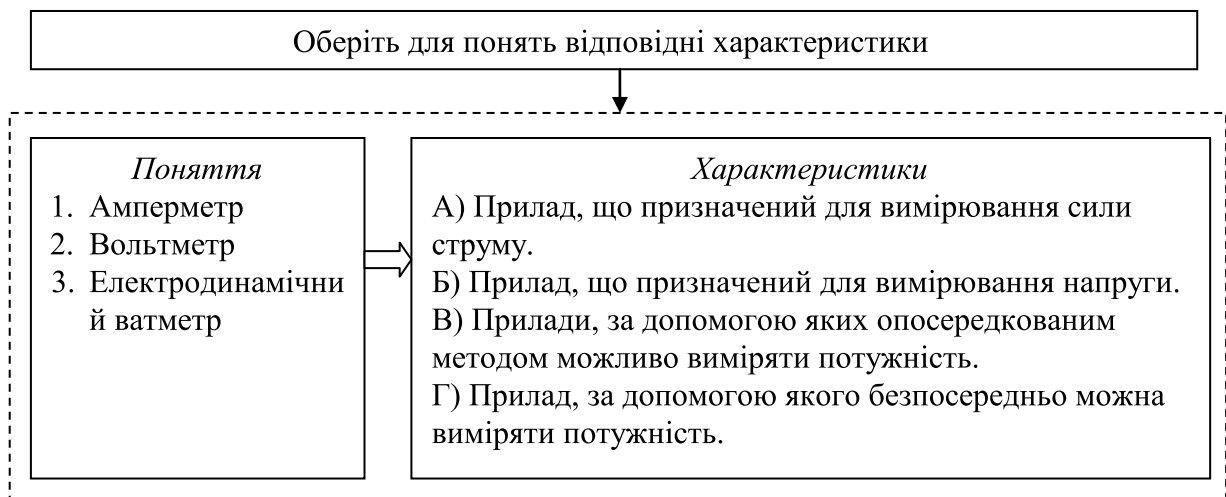 Оберіть для понять відповідні характеристики
Поняття
1. Амперметр
2. Вольтметр
3. Електродинамічни
й ватметр
Характеристики
А) Прилад, що призначений для вимірювання сили
струму.
Б) Прилад, що призначений для вимірювання напруги.
В) Прилади, за допомогою яких опосередкованим
методом можливо виміряти потужність.
Г) Прилад, за допомогою якого безпосередньо можна
виміряти потужність.